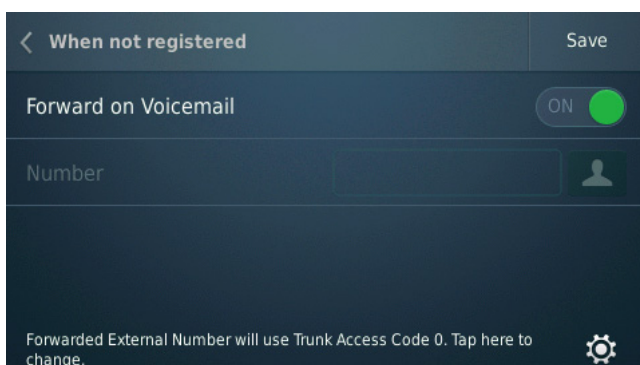 When not registered
Save
Forward on Voicemail
ON
Number
Forwarded External Number will use Trunk Access Code 0. Tap here to
change.